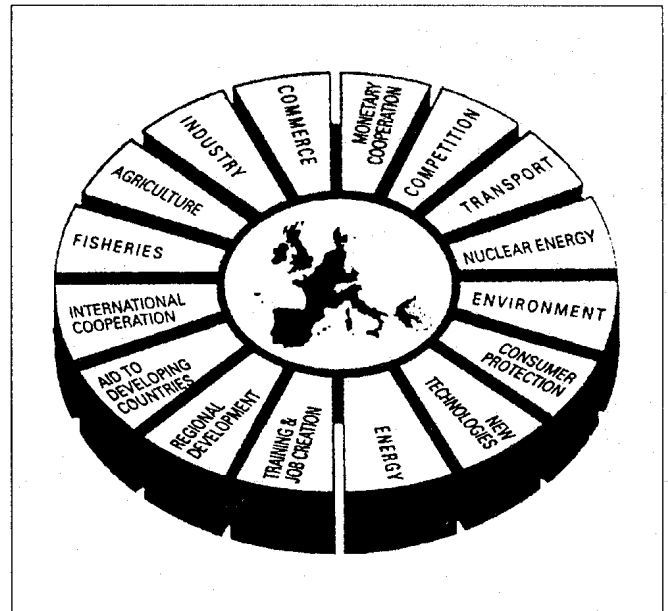 MONETARY
COOPERATION
COMPETITION
TRANSPORT
NUCLEAR ENERGY
ENVIRONMENT
CONSUMER
PROTECTION
NEW
TECHNOLOGIES
ENERGY
TRAINING &
JOB CREATION
REGIONAL
DEVELOPMENT
AID TO
DEVELOPING
COUNTRIES
INTERNATIONAL
COOPERATION
FISHERIES
AGRICULTURE
INDUSTRY
COMMERCE